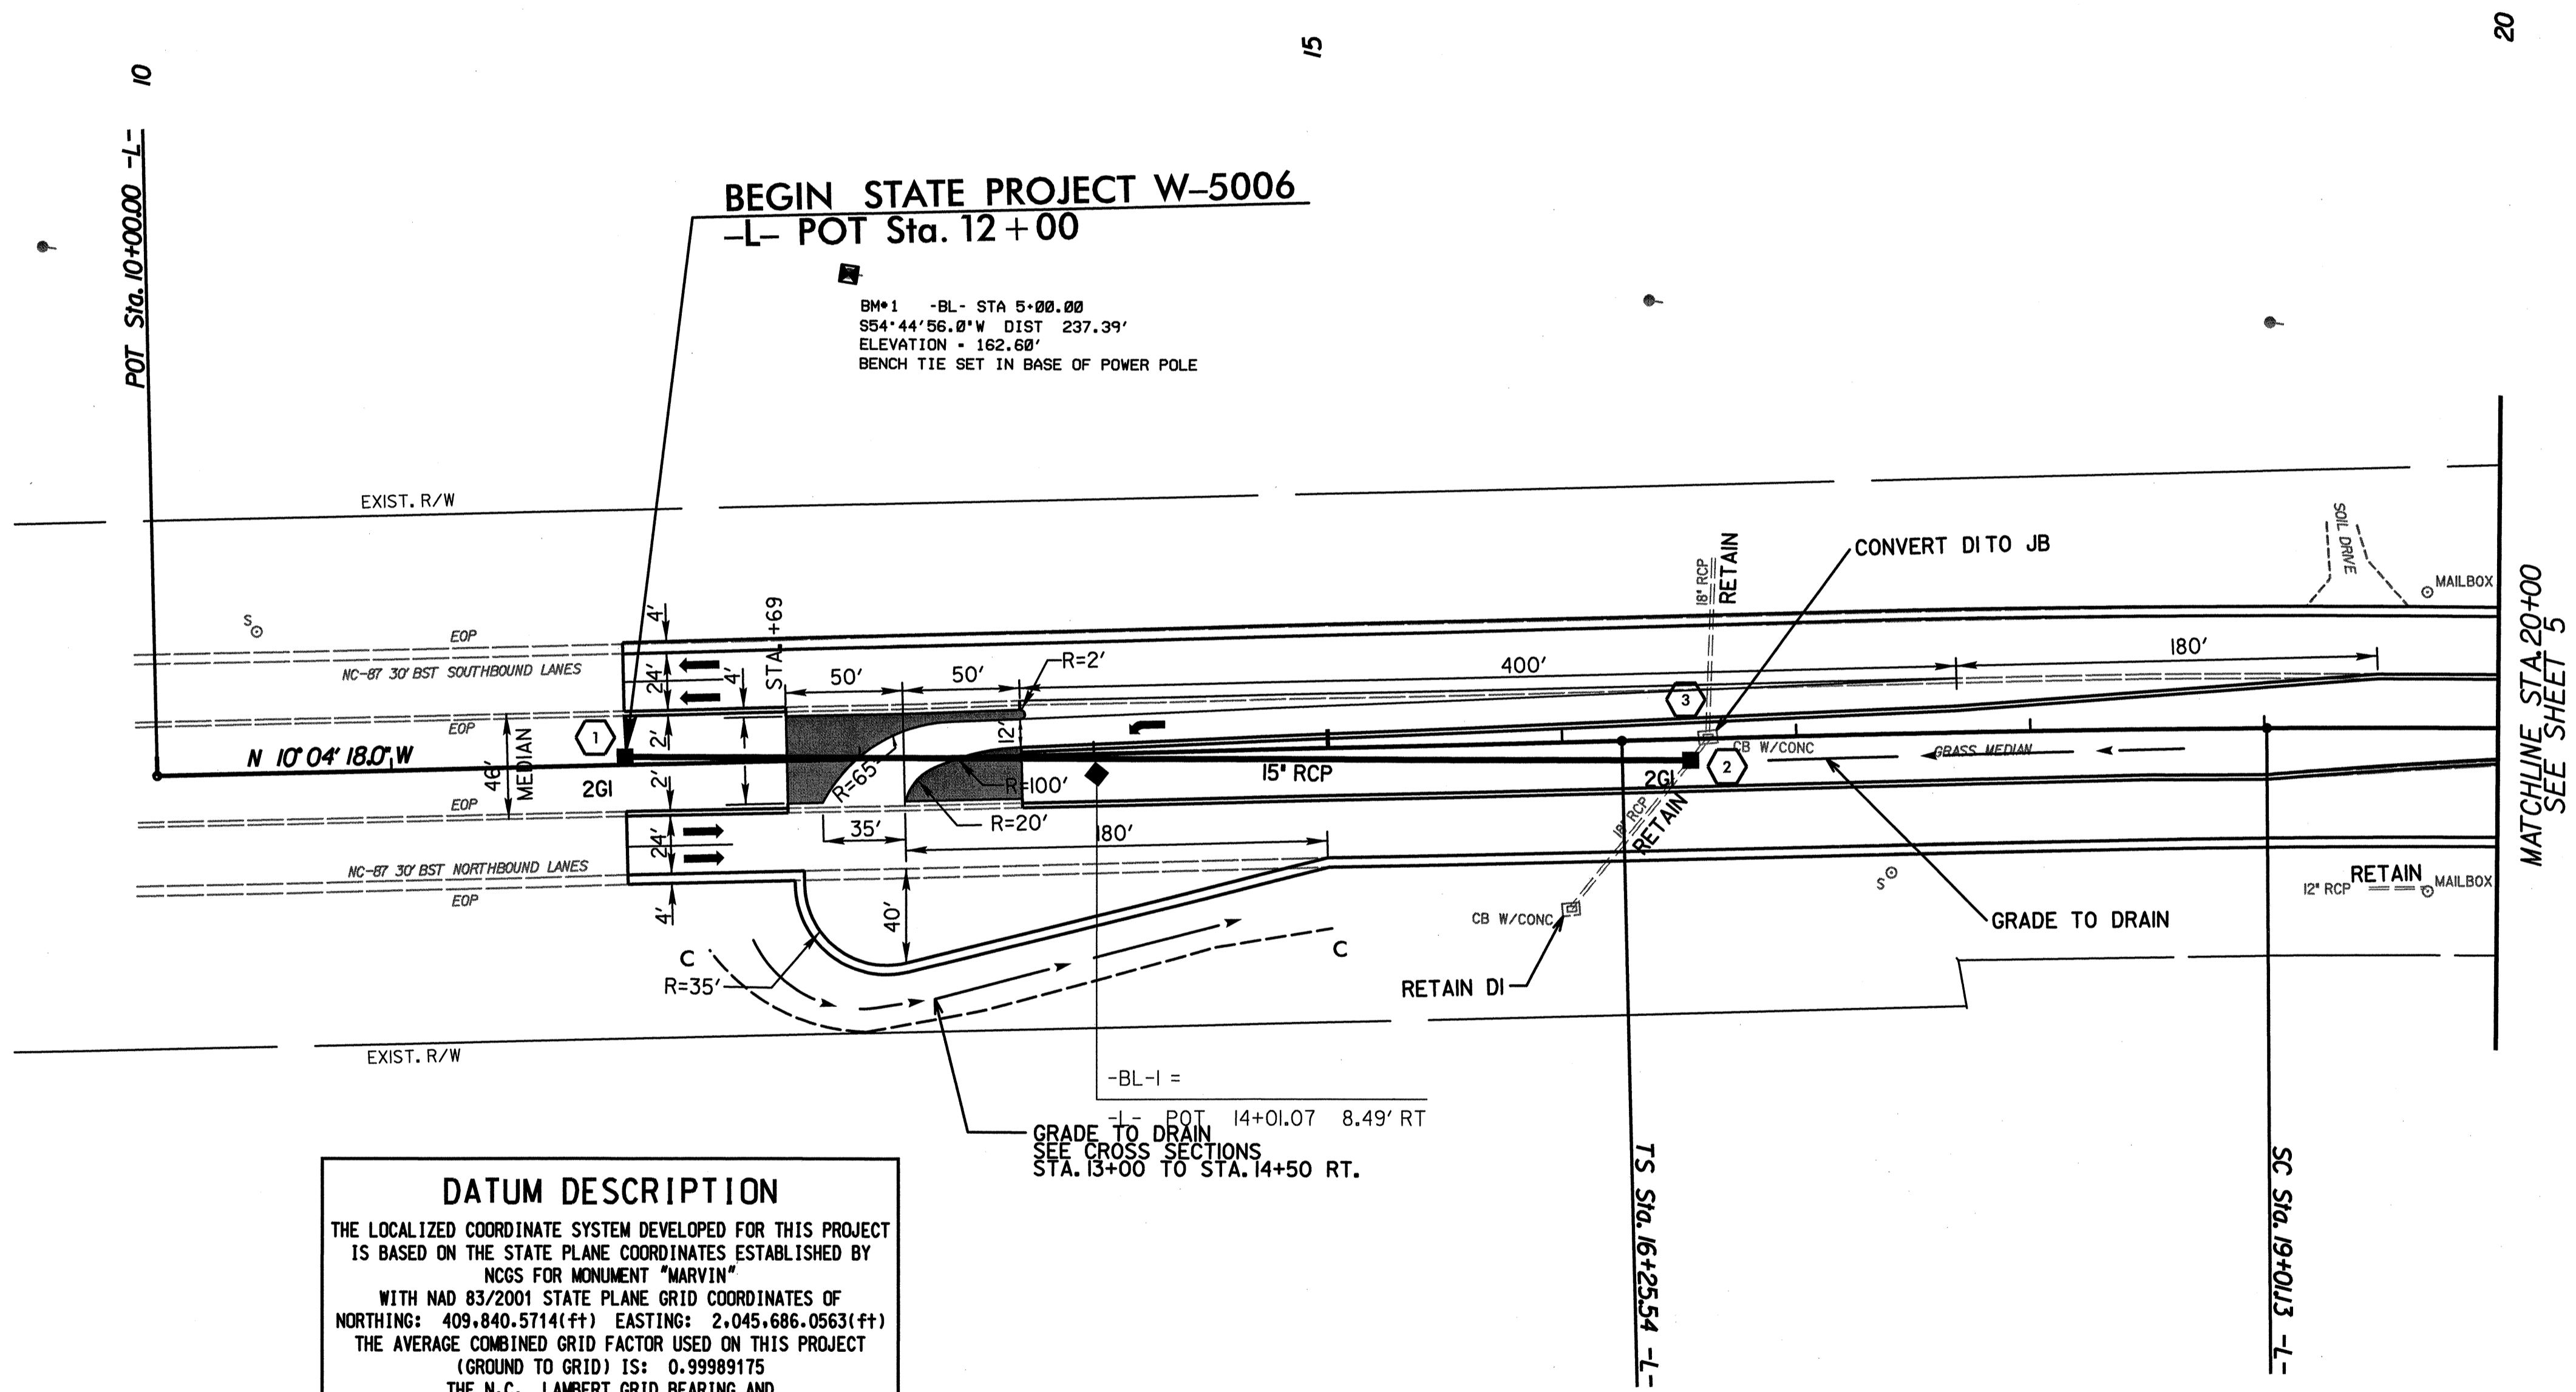 10
15
20
POT Sta. 10+00.00 -L-
BEGIN STATE PROJECT W-5006
-L- POT Sta. 12+00
BM#1 -BL- STA 5+00.00
S54°44'56.0"W DIST 237.39'
ELEVATION = 162.60'
BENCH TIE SET IN BASE OF POWER POLE
EXIST. R/W
SOIL DRIVE
MAILBOX
CONVERT DI TO JB
18" RCP
RETAIN
S
EOP
NC-87 30' BST SOUTHBOUND LANES
EOP
4'
24'
4'
STA. +69
50'
50'
R=2'
400'
180'
3
1
2'
12'
N 10° 04' 18.0" W
46'
MEDIAN
2GI
2'
R=65'
R=100'
15" RCP
2GI
2
CB W/CONC
GRASS MEDIAN
EOP
35'
R=20'
180'
18" RCP
RETAIN
24'
NC-87 30' BST NORTHBOUND LANES
EOP
4'
40'
C
R=35'
C
CB W/CONC
RETAIN DI
S
GRADE TO DRAIN
12" RCP
RETAIN
MAILBOX
MATCHLINE STA. 20+00
SEE SHEET 5
EXIST. R/W
-BL-1 =
-L- POT 14+01.07 8.49' RT
GRADE TO DRAIN
SEE CROSS SECTIONS
STA. 13+00 TO STA. 14+50 RT.
TS Sta. 16+25.54 -L-
SC Sta. 19+01.13 -L-
DATUM DESCRIPTION
THE LOCALIZED COORDINATE SYSTEM DEVELOPED FOR THIS PROJECT
IS BASED ON THE STATE PLANE COORDINATES ESTABLISHED BY
NCGS FOR MONUMENT "MARVIN"
WITH NAD 83/2001 STATE PLANE GRID COORDINATES OF
NORTHING: 409,840.5714(ft) EASTING: 2,045,686.0563(ft)
THE AVERAGE COMBINED GRID FACTOR USED ON THIS PROJECT
(GROUND TO GRID) IS: 0.99989175
THE N.C. LAMBERT GRID BEARING AND